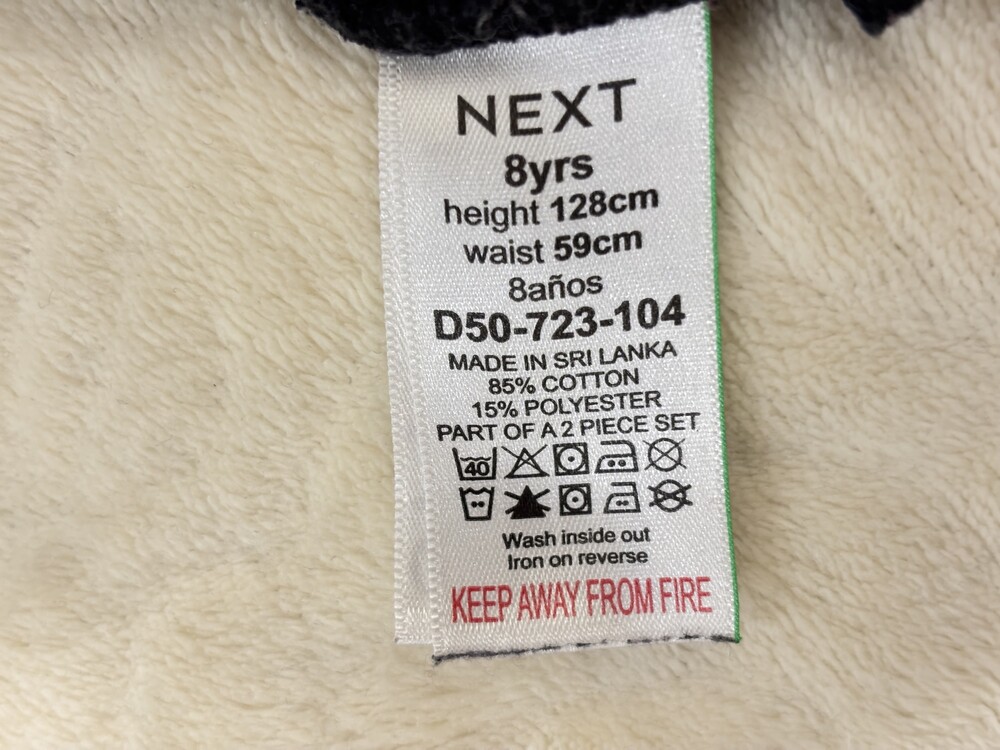 NEXT
8yrs
height 128cm
waist 59cm
8años
D50-723-104
MADE IN SRI LANKA
85% COTTON
15% POLYESTER
PART OF A 2 PIECE SET
40
Wash inside out
Iron on reverse
KEEP AWAY FROM FIRE